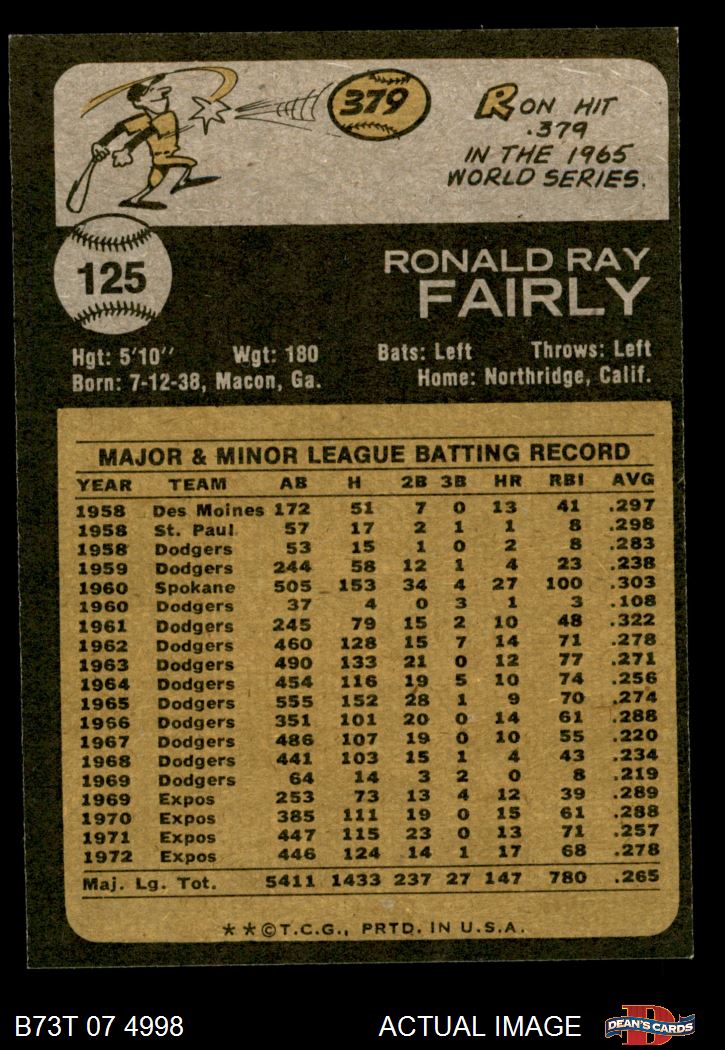 379
RON HIT
.379
IN THE 1965
WORLD SERIES.
125
RONALD RAY
FAIRLY
Hgt: 5'10'' Wgt: 180 Bats: Left Throws: Left
Born: 7-12-38, Macon, Ga. Home: Northridge, Calif.
MAJOR & MINOR LEAGUE BATTING RECORD
YEAR TEAM AB H 2B 3B HR RBI AVG
1958 Des Moines 172 51 7 0 13 41 .297
1958 St. Paul 57 17 2 1 1 8 .298
1958 Dodgers 53 15 1 0 2 8 .283
1959 Dodgers 244 58 12 1 4 23 .238
1960 Spokane 505 153 34 4 27 100 .303
1960 Dodgers 37 4 0 3 1 3 .108
1961 Dodgers 245 79 15 2 10 48 .322
1962 Dodgers 460 128 15 7 14 71 .278
1963 Dodgers 490 133 21 0 12 77 .271
1964 Dodgers 454 116 19 5 10 74 .256
1965 Dodgers 555 152 28 1 9 70 .274
1966 Dodgers 351 101 20 0 14 61 .288
1967 Dodgers 486 107 19 0 10 55 .220
1968 Dodgers 441 103 15 1 4 43 .234
1969 Dodgers 64 14 3 2 0 8 .219
1969 Expos 253 73 13 4 12 39 .289
1970 Expos 385 111 19 0 15 61 .288
1971 Expos 447 115 23 0 13 71 .257
1972 Expos 446 124 14 1 17 68 .278
Maj. Lg. Tot. 5411 1433 237 27 147 780 .265
**©T.C.G., PRTD. IN U.S.A.
B73T 07 4998 ACTUAL IMAGE DEAN'S CARDS